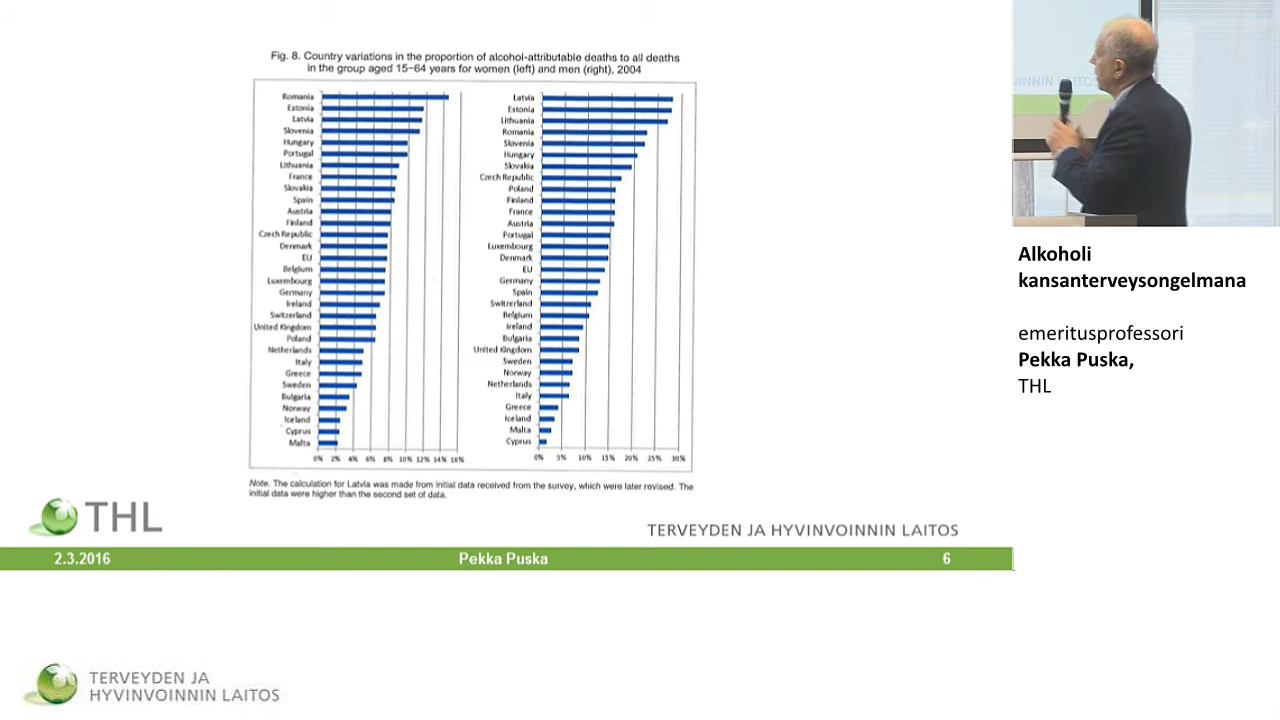 Fig. 8. Country variations in the proportion of alcohol-attributable deaths to all deaths
in the group aged 15–64 years for women (left) and men (right), 2004
Romania
Estonia
Latvia
Slovenia
Hungary
Portugal
Lithuania
France
Slovakia
Spain
Austria
Finland
Czech Republic
Denmark
EU
Belgium
Luxembourg
Germany
Ireland
Switzerland
United Kingdom
Poland
Netherlands
Italy
Greece
Sweden
Bulgaria
Norway
Iceland
Cyprus
Malta
0% 2% 4% 6% 8% 10% 12% 14% 16%
Latvia
Estonia
Lithuania
Romania
Slovenia
Hungary
Slovakia
Czech Republic
Poland
Finland
France
Austria
Portugal
Luxembourg
Denmark
EU
Germany
Spain
Switzerland
Belgium
Ireland
Bulgaria
United Kingdom
Sweden
Norway
Netherlands
Italy
Greece
Iceland
Malta
Cyprus
0% 5% 10% 15% 20% 25% 30%
Note. The calculation for Latvia was made from initial data received from the survey, which were later revised. The
initial data were higher than the second set of data.
THL
TERVEYDEN JA HYVINVOINNIN LAITOS
2.3.2016 Pekka Puska 6
TERVEYDEN JA
HYVINVOINNIN LAITOS
Alkoholi
kansanterveysongelmana
emeritusprofessori
Pekka Puska,
THL